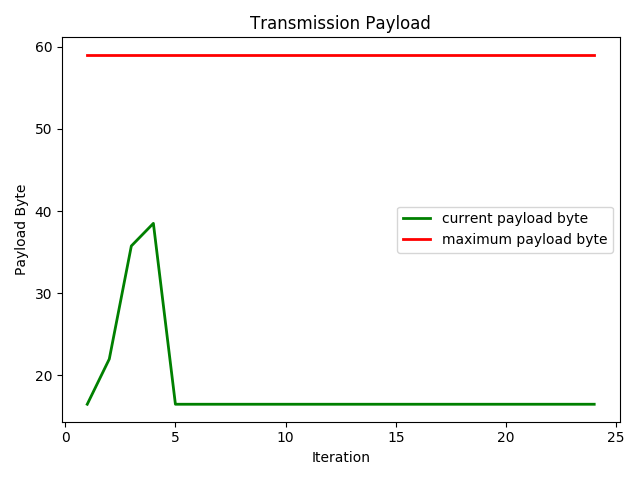 Transmission Payload
60
50
40
30
20
Payload Byte
current payload byte
maximum payload byte
0 5 10 15 20 25
Iteration